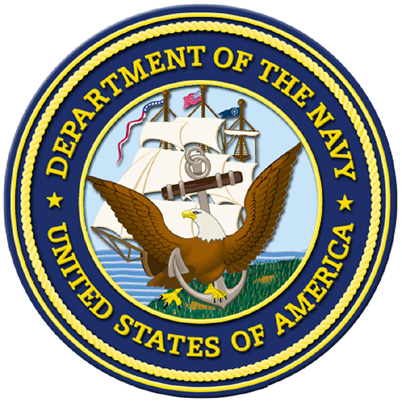 DEPARTMENT OF THE NAVY
UNITED STATES OF AMERICA